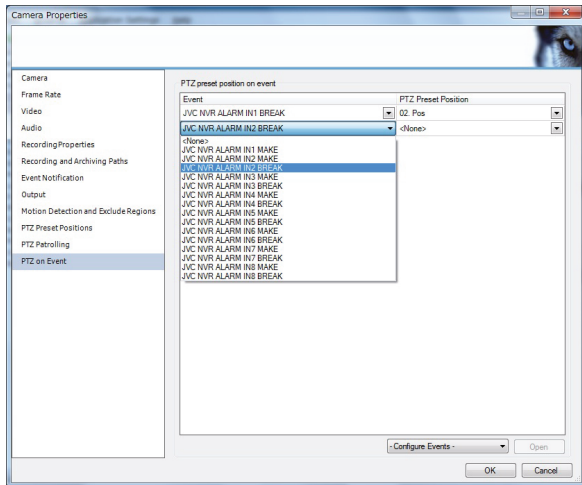 Camera Properties
Camera
Frame Rate
Video
Audio
Recording Properties
Recording and Archiving Paths
Event Notification
Output
Motion Detection and Exclude Regions
PTZ Preset Positions
PTZ Patrolling
PTZ on Event
PTZ preset position on event
Event PTZ Preset Position
JVC NVR ALARM IN1 BREAK 02. Pos
JVC NVR ALARM IN2 BREAK <None>
<None>
JVC NVR ALARM IN1 MAKE
JVC NVR ALARM IN2 MAKE
JVC NVR ALARM IN2 BREAK
JVC NVR ALARM IN3 MAKE
JVC NVR ALARM IN3 BREAK
JVC NVR ALARM IN4 MAKE
JVC NVR ALARM IN4 BREAK
JVC NVR ALARM IN5 MAKE
JVC NVR ALARM IN5 BREAK
JVC NVR ALARM IN6 MAKE
JVC NVR ALARM IN6 BREAK
JVC NVR ALARM IN7 MAKE
JVC NVR ALARM IN7 BREAK
JVC NVR ALARM IN8 MAKE
JVC NVR ALARM IN8 BREAK
- Configure Events - Open
OK Cancel